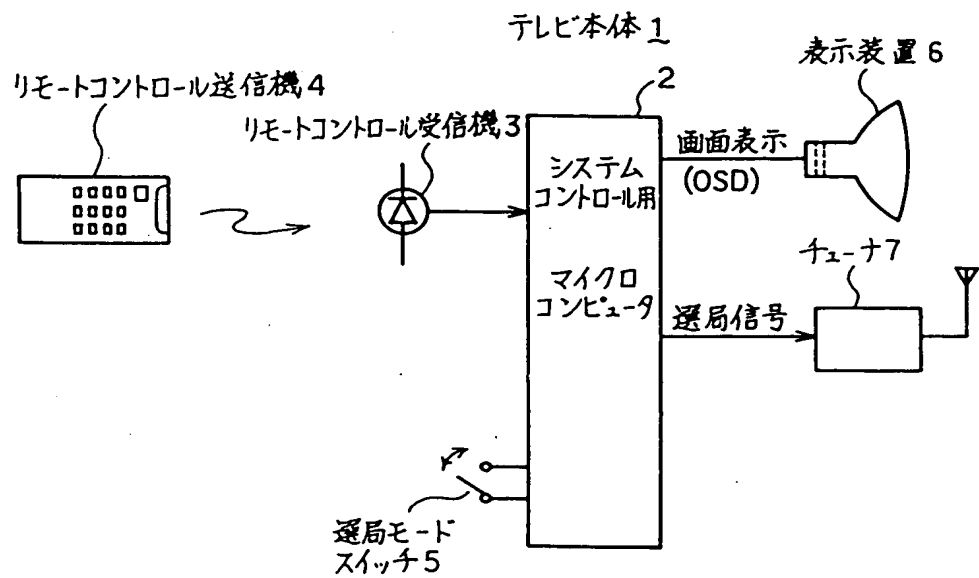 テレビ本体 1
リモートコントロール送信機 4
リモートコントロール受信機 3
2
表示装置 6
システム
コントロール用
マイクロ
コンピュータ
画面表示
(OSD)
チューナ 7
選局信号
選局モード
スイッチ 5